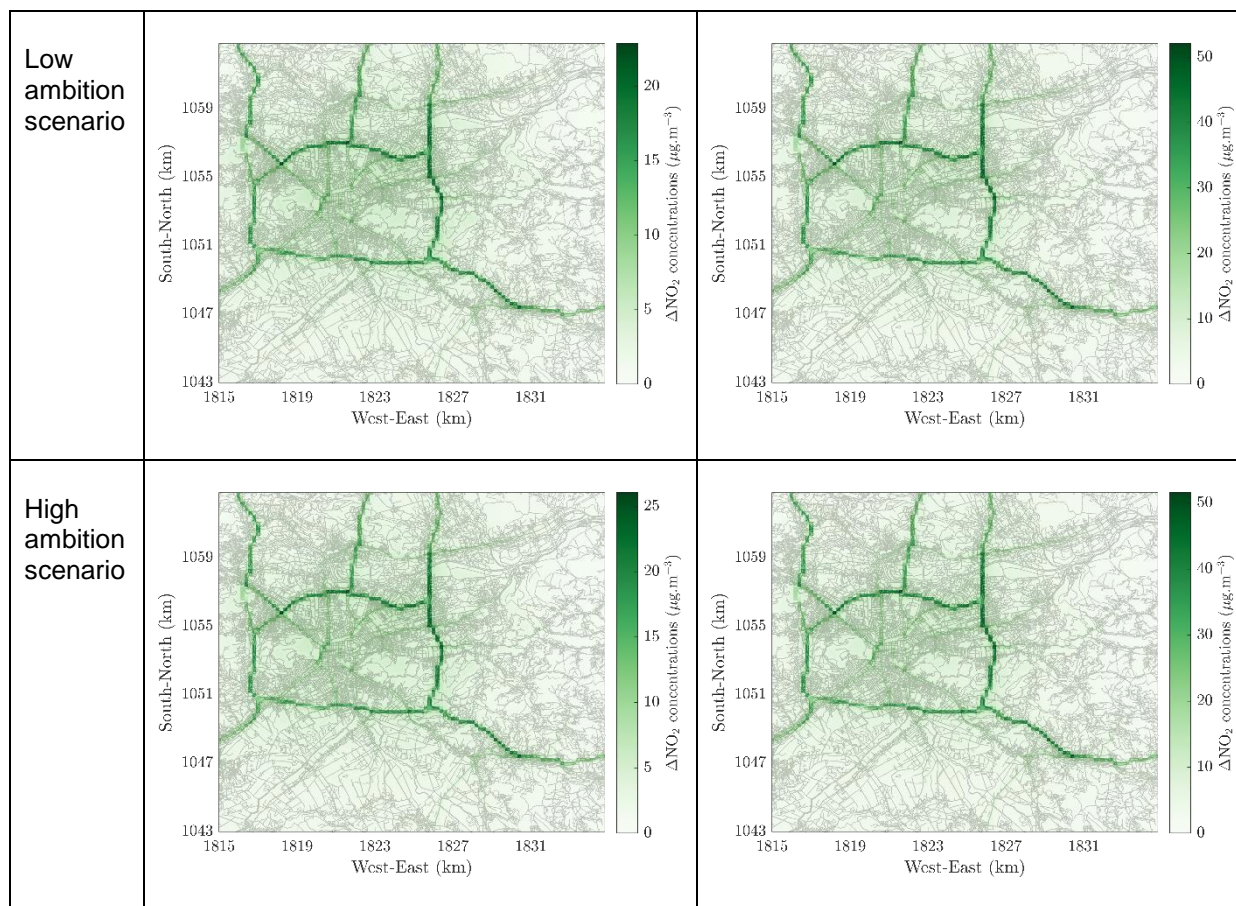 Low
ambition
scenario
1059
1055
1051
1047
1043
South-North (km)
1815 1819 1823 1827 1831
West-East (km)
20
15
10
5
0
ΔNO₂ concentrations (μg.m⁻³)
1059
1055
1051
1047
1043
South-North (km)
1815 1819 1823 1827 1831
West-East (km)
50
40
30
20
10
0
ΔNO₂ concentrations (μg.m⁻³)
High
ambition
scenario
1059
1055
1051
1047
1043
South-North (km)
1815 1819 1823 1827 1831
West-East (km)
25
20
15
10
5
0
ΔNO₂ concentrations (μg.m⁻³)
1059
1055
1051
1047
1043
South-North (km)
1815 1819 1823 1827 1831
West-East (km)
50
40
30
20
10
0
ΔNO₂ concentrations (μg.m⁻³)